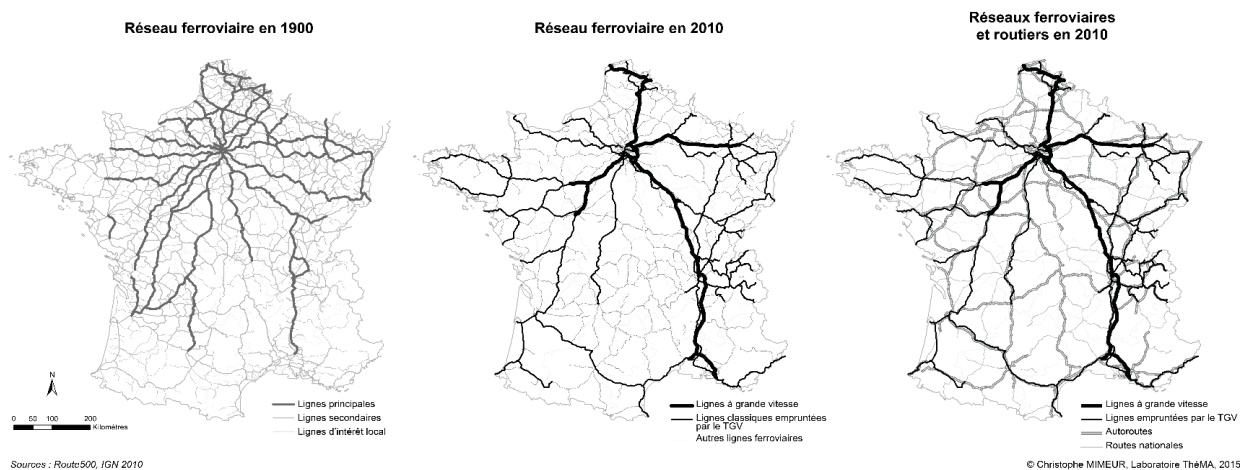 Réseau ferroviaire en 1900
Réseau ferroviaire en 2010
Réseaux ferroviaires
et routiers en 2010
N
0 50 100 200
Kilomètres
Lignes principales
Lignes secondaires
Lignes d'intérêt local
Lignes à grande vitesse
Lignes classiques empruntées
par le TGV
Autres lignes ferroviaires
Lignes à grande vitesse
Lignes empruntées par le TGV
Autoroutes
Routes nationales
Sources : Route500, IGN 2010
© Christophe MIMEUR, Laboratoire ThéMA, 2015